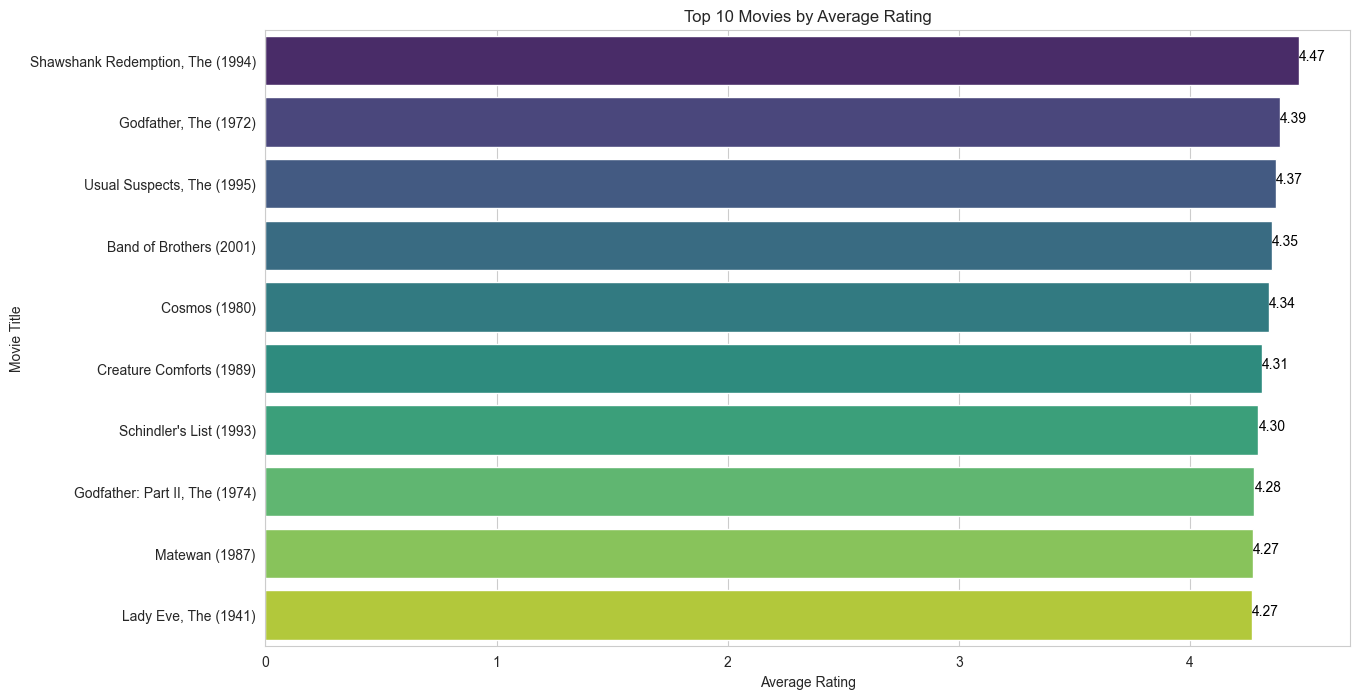 Top 10 Movies by Average Rating
Movie Title
Shawshank Redemption, The (1994) 4.47
Godfather, The (1972) 4.39
Usual Suspects, The (1995) 4.37
Band of Brothers (2001) 4.35
Cosmos (1980) 4.34
Creature Comforts (1989) 4.31
Schindler's List (1993) 4.30
Godfather: Part II, The (1974) 4.28
Matewan (1987) 4.27
Lady Eve, The (1941) 4.27
0 1 2 3 4
Average Rating